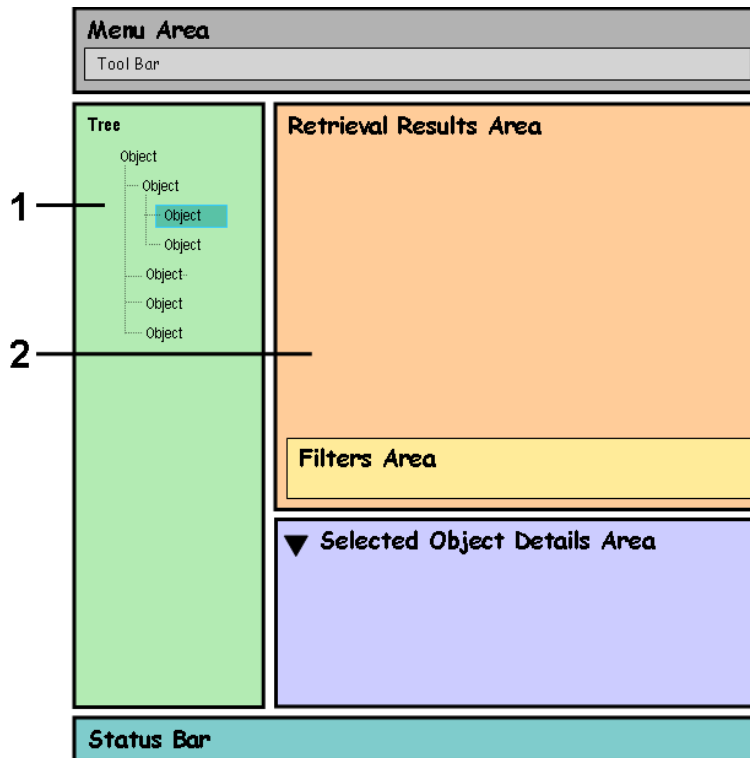 Menu Area
Tool Bar
Tree
Retrieval Results Area
Object
Object
1
Object
Object
Object
Object
Object
2
Filters Area
Selected Object Details Area
Status Bar